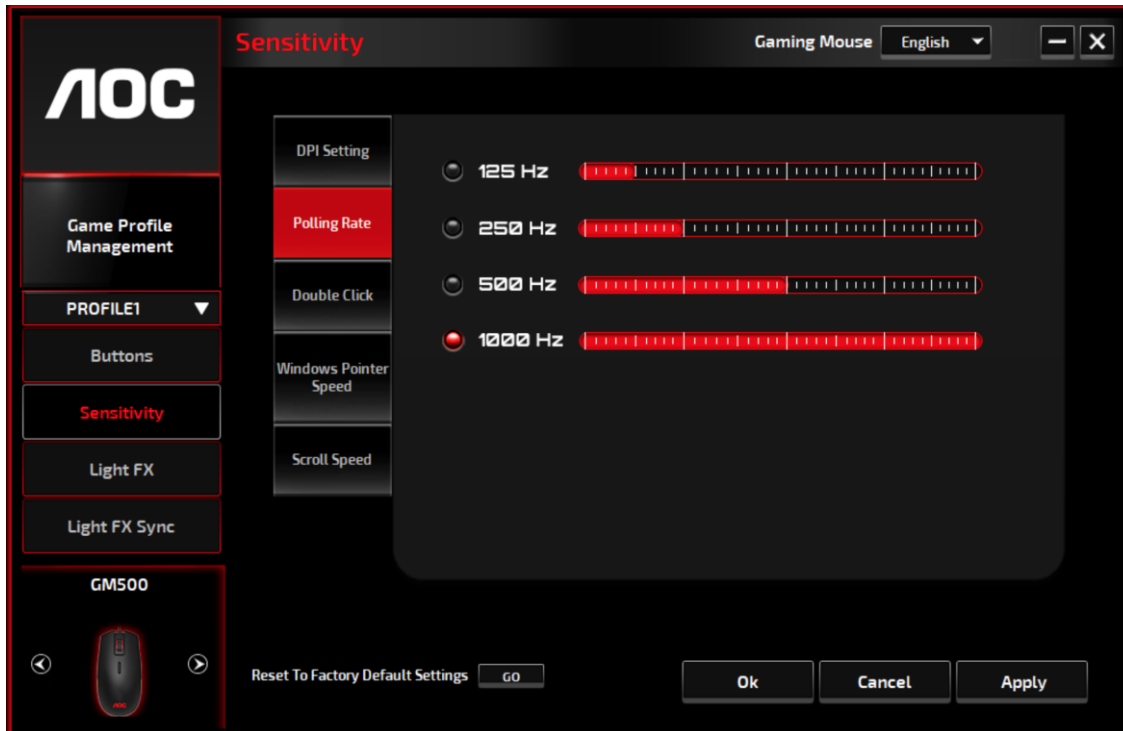 AOC
Sensitivity
Gaming Mouse
English
Game Profile
Management
PROFILE1
Buttons
Sensitivity
Light FX
Light FX Sync
GM500
AOC
DPI Setting
Polling Rate
Double Click
Windows Pointer
Speed
Scroll Speed
125 Hz
250 Hz
500 Hz
1000 Hz
Reset To Factory Default Settings
GO
Ok
Cancel
Apply